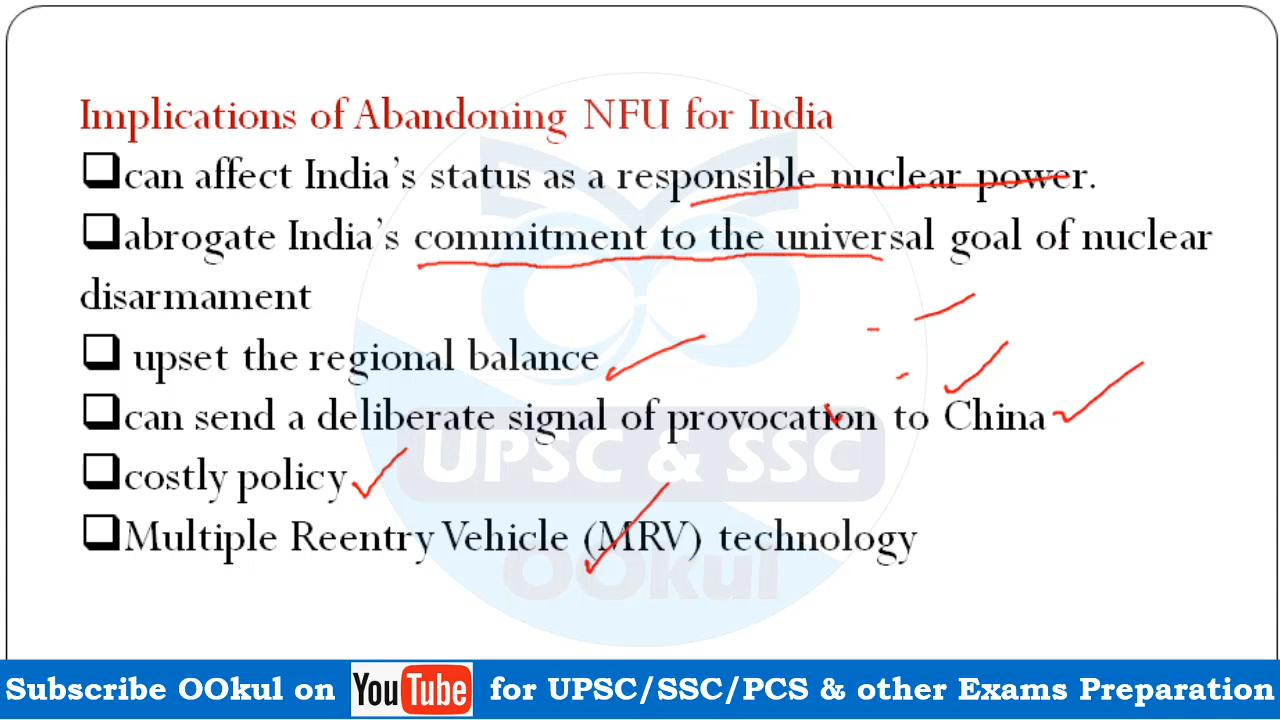 Implications of Abandoning NFU for India
can affect India's status as a responsible nuclear power.
abrogate India's commitment to the universal goal of nuclear
disarmament
upset the regional balance
can send a deliberate signal of provocation to China
UPSC & SSC
costly policy
Multiple Reentry Vehicle (MRV) technology
OOkul
Subscribe OOkul on YouTube for UPSC/SSC/PCS & other Exams Preparation